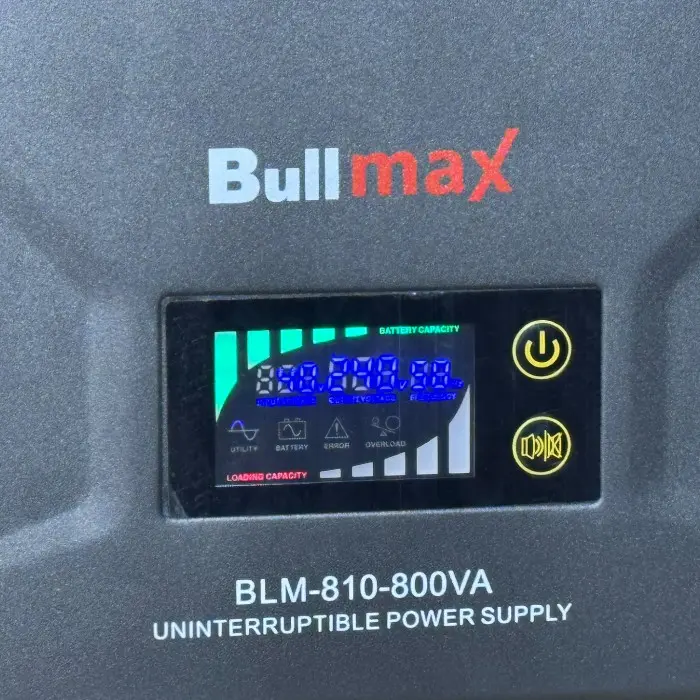 Bullmax
BATTERY CAPACITY
UTILITY BATTERY ERROR OVERLOAD
LOADING CAPACITY
BLM-810-800VA
UNINTERRUPTIBLE POWER SUPPLY